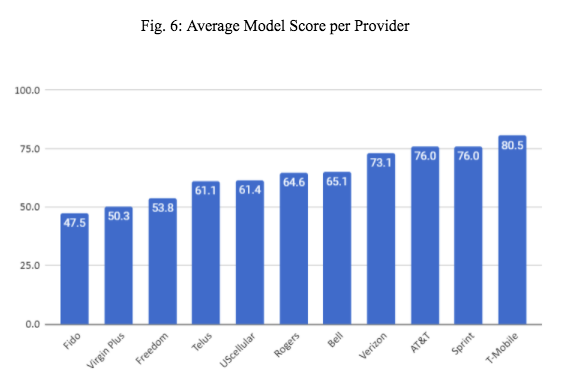 Fig. 6: Average Model Score per Provider
100.0
75.0
50.0
25.0
0.0
47.5
50.3
53.8
61.1
61.4
64.6
65.1
73.1
76.0
76.0
80.5
Fido
Virgin Plus
Freedom
Telus
UScellular
Rogers
Bell
Verizon
AT&T
Sprint
T-Mobile